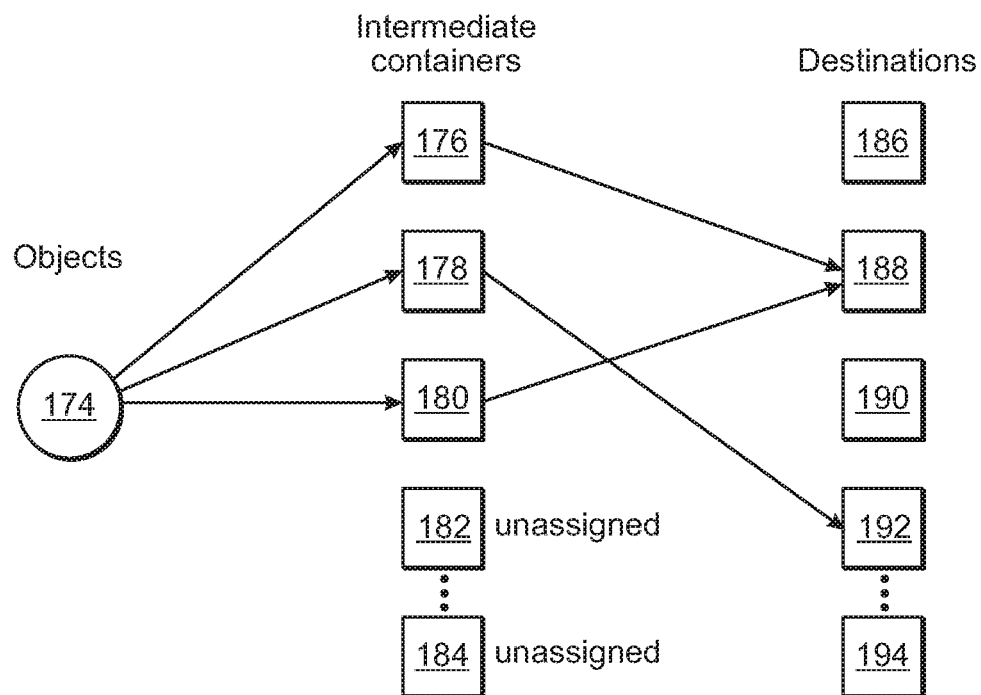 Intermediate
containers
Destinations
176
186
Objects
178
188
174
180
190
182 unassigned
192
184 unassigned
194